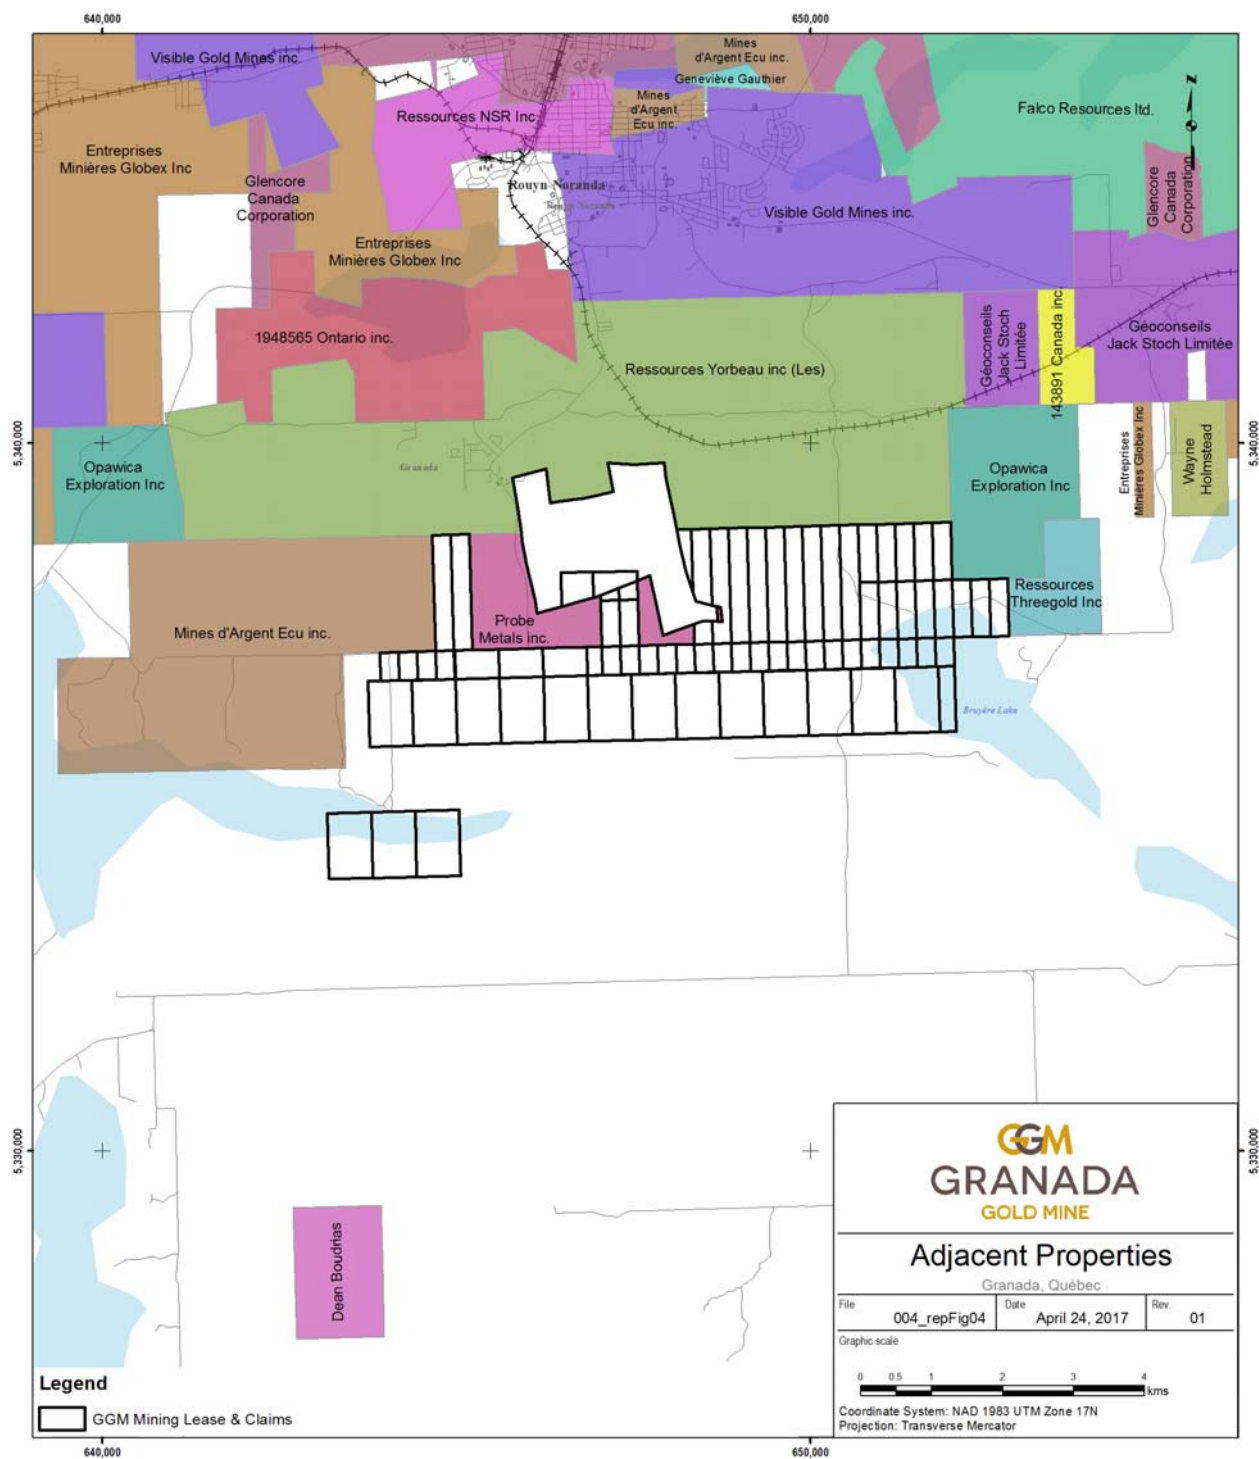 640,000
650,000
Visible Gold Mines inc.
Mines
d'Argent Ecu inc.
Geneviève Gauthier
Mines
d'Argent
Ecu inc.
Ressources NSR Inc
Falco Resources ltd.
N
Entreprises
Minières Globex Inc
Glencore
Canada
Corporation
Rouyn-Noranda
Rouyn-Noranda
Visible Gold Mines inc.
Glencore
Canada
Corporation
Entreprises
Minières Globex Inc
1948565 Ontario inc.
Ressources Yorbeau inc (Les)
Géoconseils
Jack Stoch
Limitée
143891 Canada inc.
Géoconseils
Jack Stoch Limitée
5,340,000
5,340,000
Opawica
Exploration Inc
Granada
Opawica
Exploration Inc
Entreprises
Minières Globex Inc
Wayne
Holmstead
Ressources
Threegold Inc
Mines d'Argent Ecu inc.
Probe
Metals inc.
Bruyère Lake
5,330,000
5,330,000
Dean Boudrias
GGM
GRANADA
GOLD MINE
Adjacent Properties
Granada, Québec
File
004_repFig04
Date
April 24, 2017
Rev.
01
Graphic scale
0 0.5 1 2 3 4
kms
Coordinate System: NAD 1983 UTM Zone 17N
Projection: Transverse Mercator
Legend
GGM Mining Lease & Claims
640,000
650,000